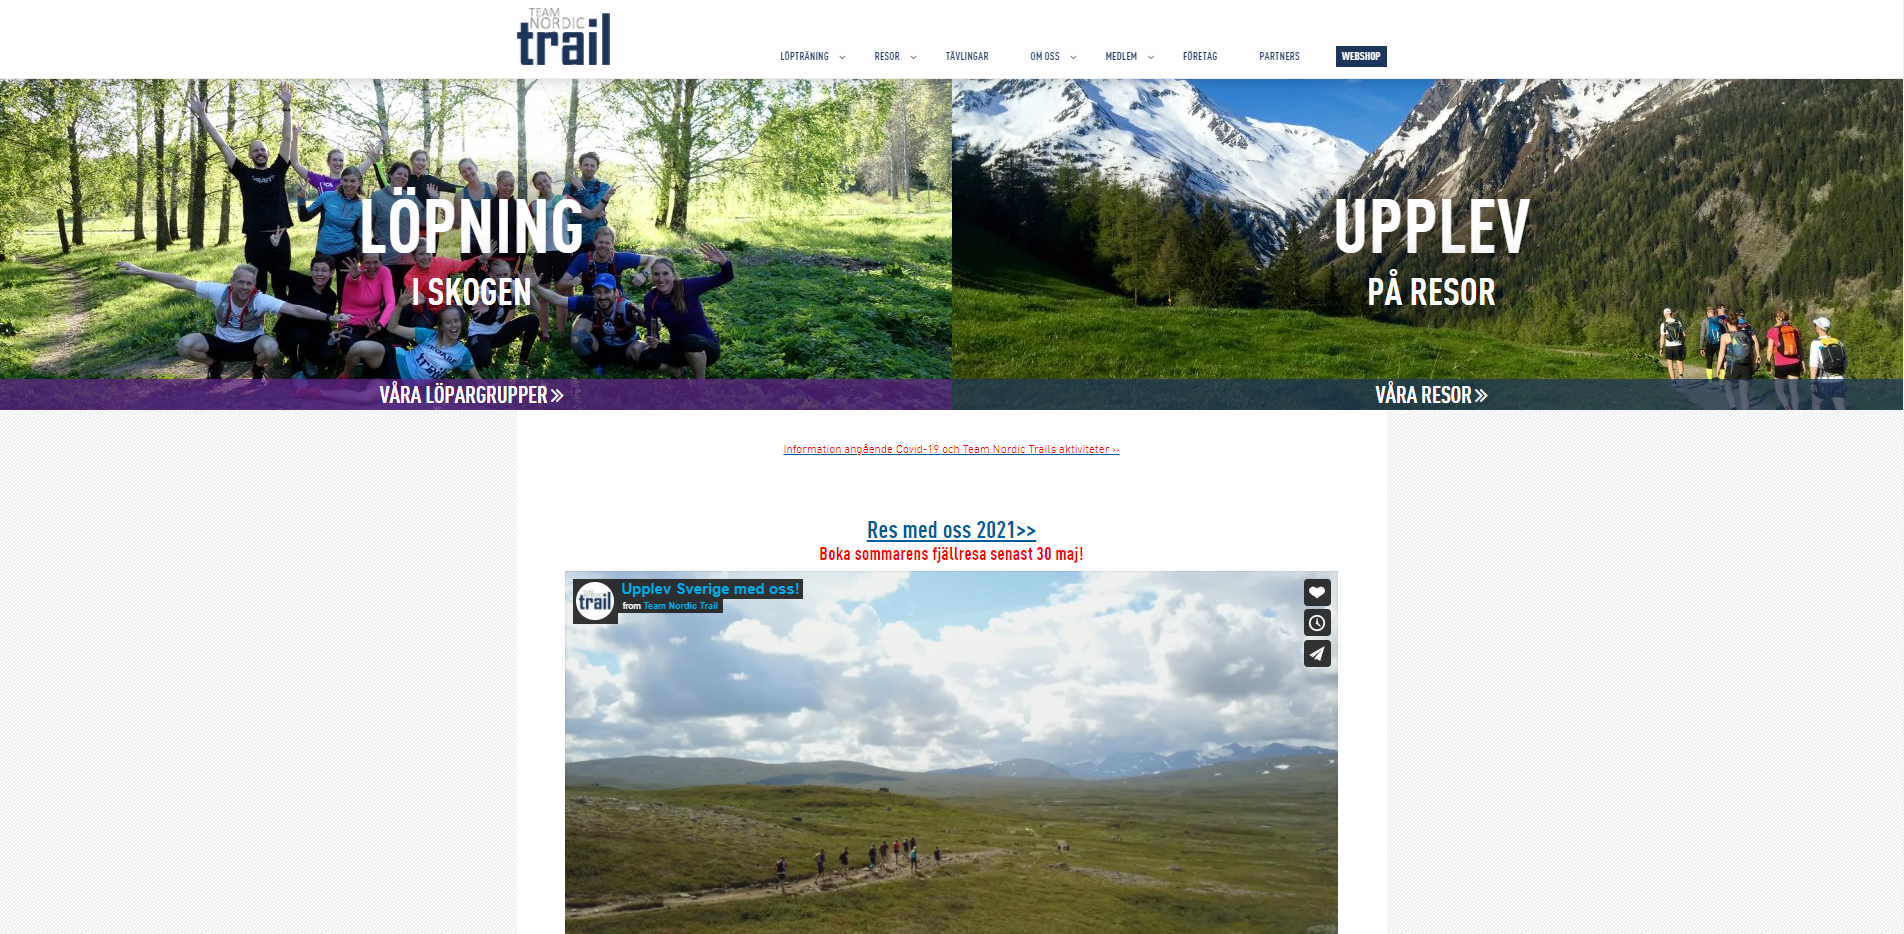 TEAM
NORDIC
trail
LÖPTRÄNING
RESOR
TÄVLINGAR
OM OSS
MEDLEM
FÖRETAG
PARTNERS
WEBSHOP
LÖPNING
I SKOGEN
VÅRA LÖPARGRUPPER »
UPPLEV
PÅ RESOR
VÅRA RESOR »
Information angående Covid-19 och Team Nordic Trails aktiviteter ››
Res med oss 2021>>
Boka sommarens fjällresa senast 30 maj!
trail
Upplev Sverige med oss!
from Team Nordic Trail